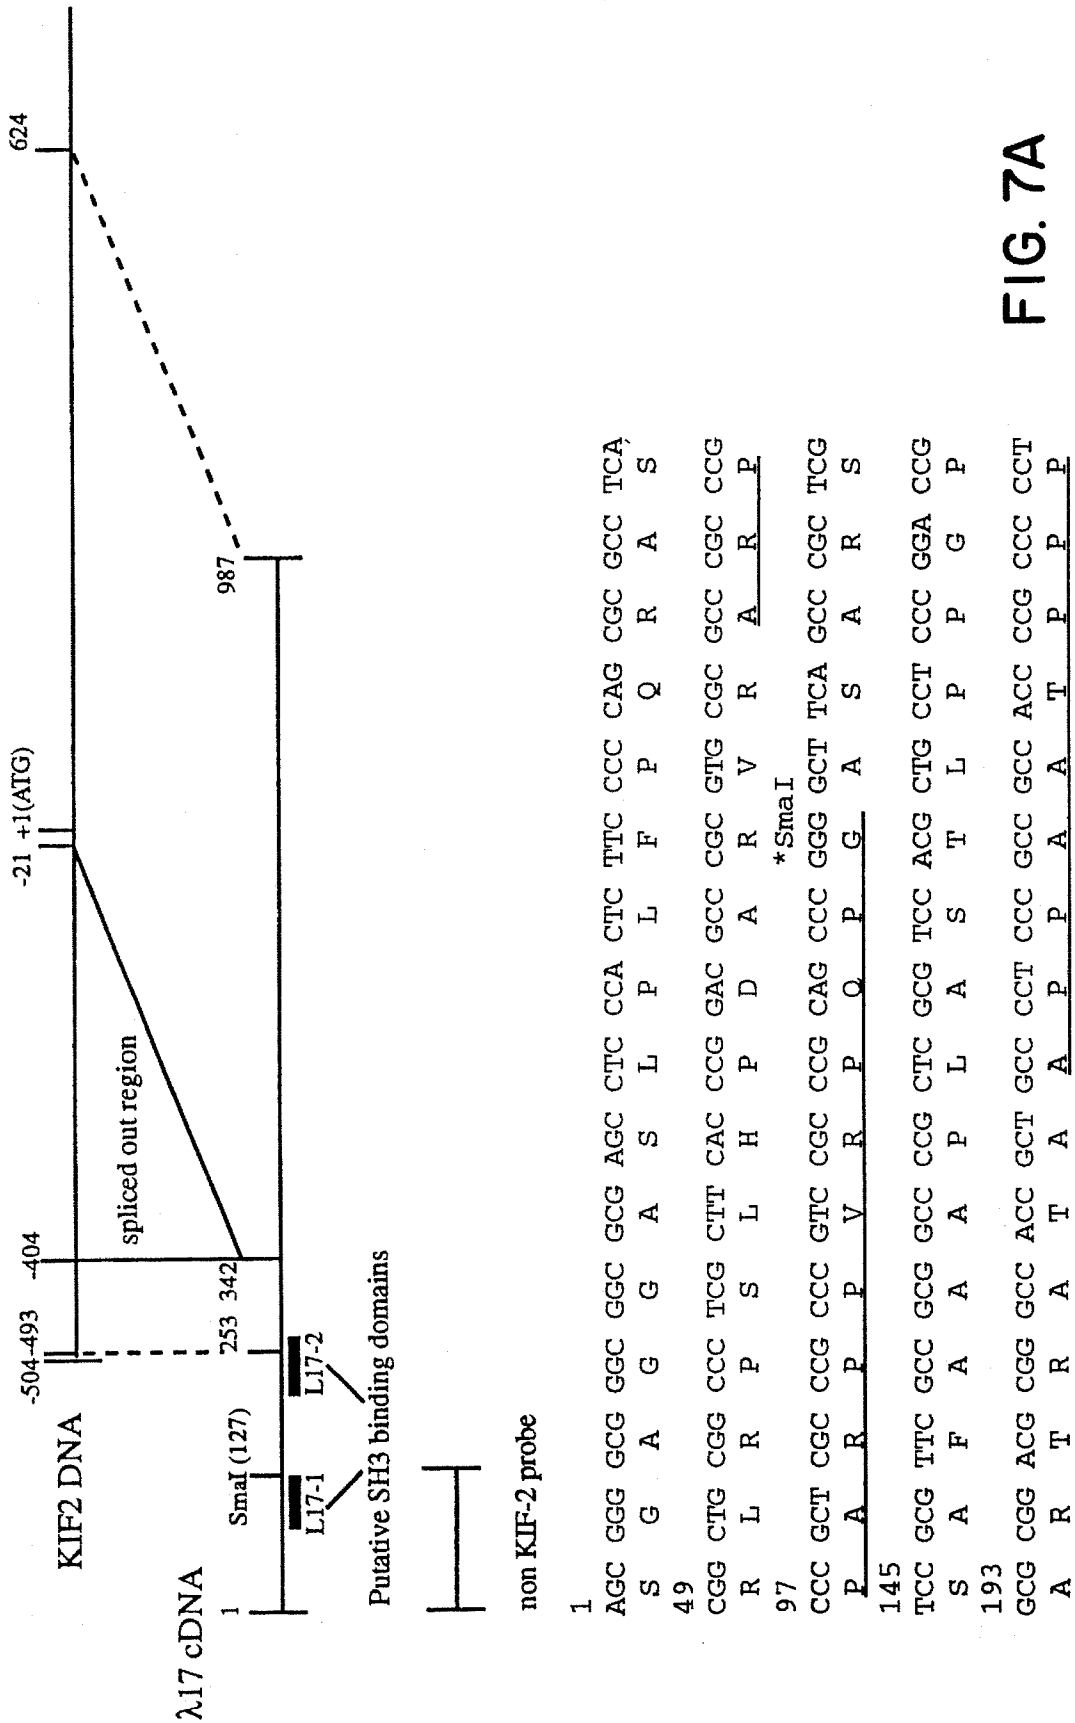 624
-21 +1(ATG)
-504-493
-404
KIF2 DNA
spliced out region
987
253 342
λ17 cDNA
1
SmaI (127)
L17-1
L17-2
Putative SH3 binding domains
non KIF-2 probe
1
AGC GGG GCG GGC GGC GCG AGC CTC CCA CTC TTC CCC CAG CGC GCC TCA
S G A G G A S L P L F P Q R A S
49
CGG CTG CGG CCC TCG CTT CAC CCG GAC GCC CGC GTG CGC GCC CGC CCG
R L R P S L H P D A R V R A R P
97
*SmaI
CCC GCT CGC CCG CCC GTC CGC CCG CAG CCC GGG GCT TCA GCC CGC TCG
P A R P P V R P Q P G A S A R S
145
TCC GCG TTC GCC GCG GCC CCG CTC GCG TCC ACG CTG CCT CCC GGA CCG
S A F A A A P L A S T L P P G P
193
GCG CGG ACG CGG GCC ACC GCT GCC CCT CCC GCC GCC ACC CCG CCC CCT
A R T R A T A A P P A A T P P P
FIG. 7A